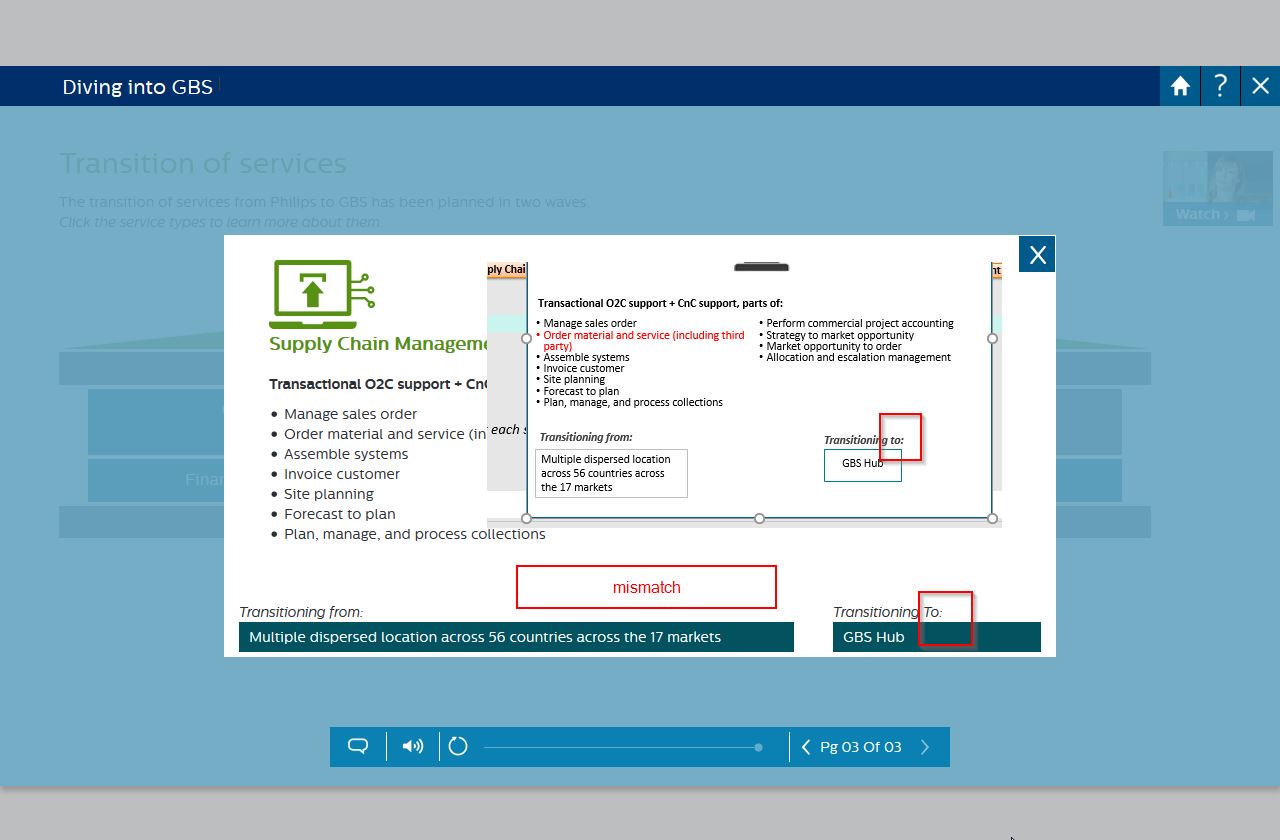 Diving into GBS
?
Transition of services
The transition of services from Philips to GBS has been planned in two waves.
Click the service types to learn more about them.
Watch ›
X
Supply Chain Manageme
Transactional O2C support + Cn
• Manage sales order
• Order material and service (in
• Assemble systems
• Invoice customer
• Site planning
• Forecast to plan
• Plan, manage, and process collections
ply Chai
nt
each s
Transactional O2C support + CnC support, parts of:
• Manage sales order
• Order material and service (including third
party)
• Assemble systems
• Invoice customer
• Site planning
• Forecast to plan
• Plan, manage, and process collections
• Perform commercial project accounting
• Strategy to market opportunity
• Market opportunity to order
• Allocation and escalation management
Transitioning from:
Multiple dispersed location
across 56 countries across
the 17 markets
Transitioning to:
GBS Hub
mismatch
Transitioning from:
Multiple dispersed location across 56 countries across the 17 markets
Transitioning To:
GBS Hub
Finan
Pg 03 Of 03